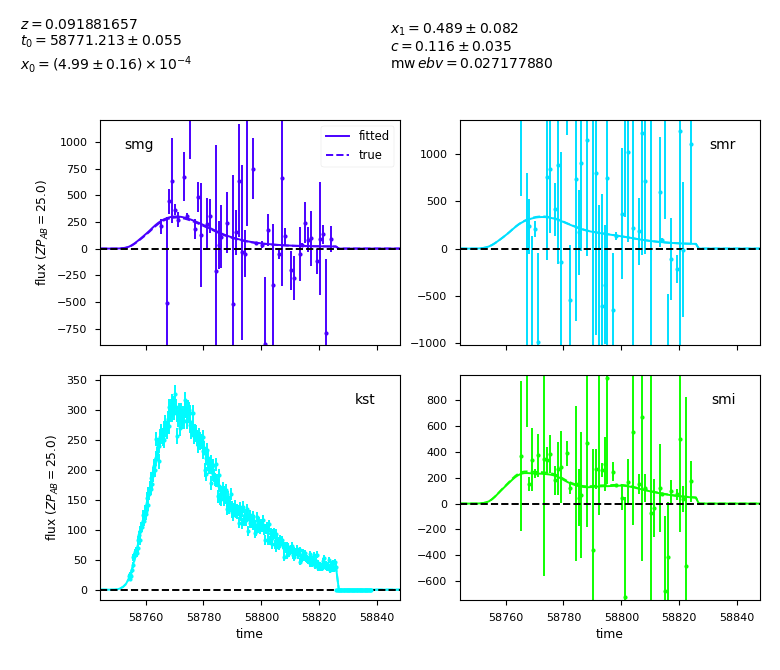 z = 0.091881657
t₀ = 58771.213 ± 0.055
x₀ = (4.99 ± 0.16) × 10⁻⁴
x₁ = 0.489 ± 0.082
c = 0.116 ± 0.035
mw ebv = 0.027177880
smg
fitted
true
1000
750
500
250
0
−250
−500
−750
flux (ZP_AB = 25.0)
smr
1000
500
0
−500
−1000
kst
350
300
250
200
150
100
50
0
flux (ZP_AB = 25.0)
58760 58780 58800 58820 58840
time
smi
800
600
400
200
0
−200
−400
−600
58760 58780 58800 58820 58840
time